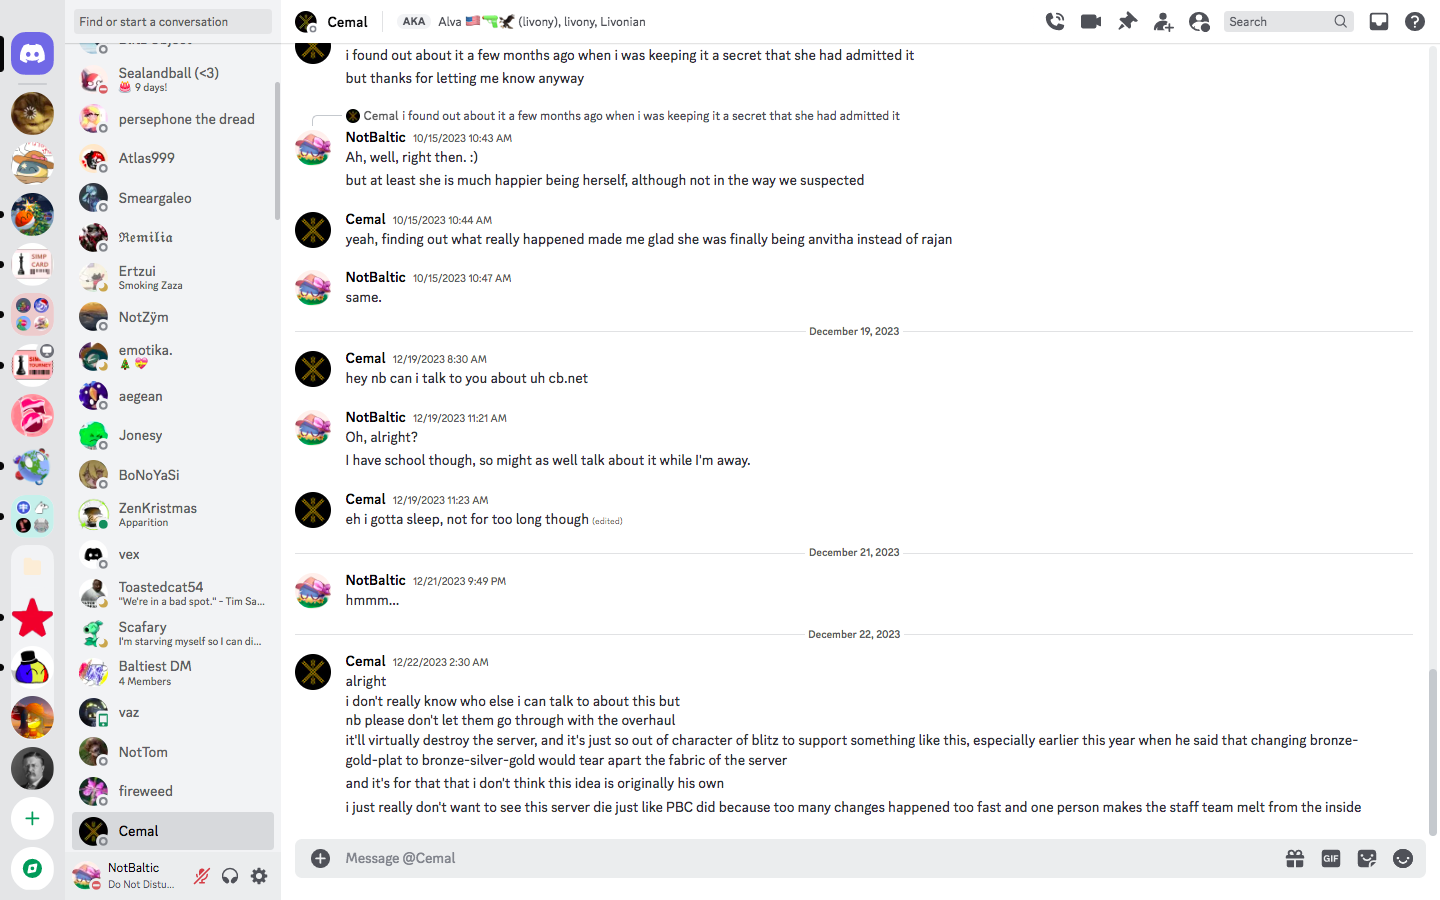 Find or start a conversation
Cemal
AKA
Alva 🇺🇸🔫🦅 (livony), livony, Livonian
Search
Sealandball (<3)
🎂 9 days!
persephone the dread
Atlas999
Smeargaleo
ℜ𝔢𝔪𝔦𝔩𝔦𝔞
Ertzui
Smoking Zaza
NotZÿm
emotika.
🎄 💝
aegean
Jonesy
BoNoYaSi
ZenKristmas
Apparition
vex
Toastedcat54
"We're in a bad spot." - Tim Sa...
Scafary
I'm starving myself so I can di...
Baltiest DM
4 Members
vaz
NotTom
fireweed
Cemal
NotBaltic
Do Not Distu...
SIMP
CARD
i found out about it a few months ago when i was keeping it a secret that she had admitted it
but thanks for letting me know anyway
Cemal i found out about it a few months ago when i was keeping it a secret that she had admitted it
NotBaltic 10/15/2023 10:43 AM
Ah, well, right then. :)
but at least she is much happier being herself, although not in the way we suspected
Cemal 10/15/2023 10:44 AM
yeah, finding out what really happened made me glad she was finally being anvitha instead of rajan
NotBaltic 10/15/2023 10:47 AM
same.
December 19, 2023
Cemal 12/19/2023 8:30 AM
hey nb can i talk to you about uh cb.net
NotBaltic 12/19/2023 11:21 AM
Oh, alright?
I have school though, so might as well talk about it while I'm away.
Cemal 12/19/2023 11:23 AM
eh i gotta sleep, not for too long though (edited)
December 21, 2023
NotBaltic 12/21/2023 9:49 PM
hmmm...
December 22, 2023
Cemal 12/22/2023 2:30 AM
alright
i don't really know who else i can talk to about this but
nb please don't let them go through with the overhaul
it'll virtually destroy the server, and it's just so out of character of blitz to support something like this, especially earlier this year when he said that changing bronze-
gold-plat to bronze-silver-gold would tear apart the fabric of the server
and it's for that that i don't think this idea is originally his own
i just really don't want to see this server die just like PBC did because too many changes happened too fast and one person makes the staff team melt from the inside
Message @Cemal
GIF